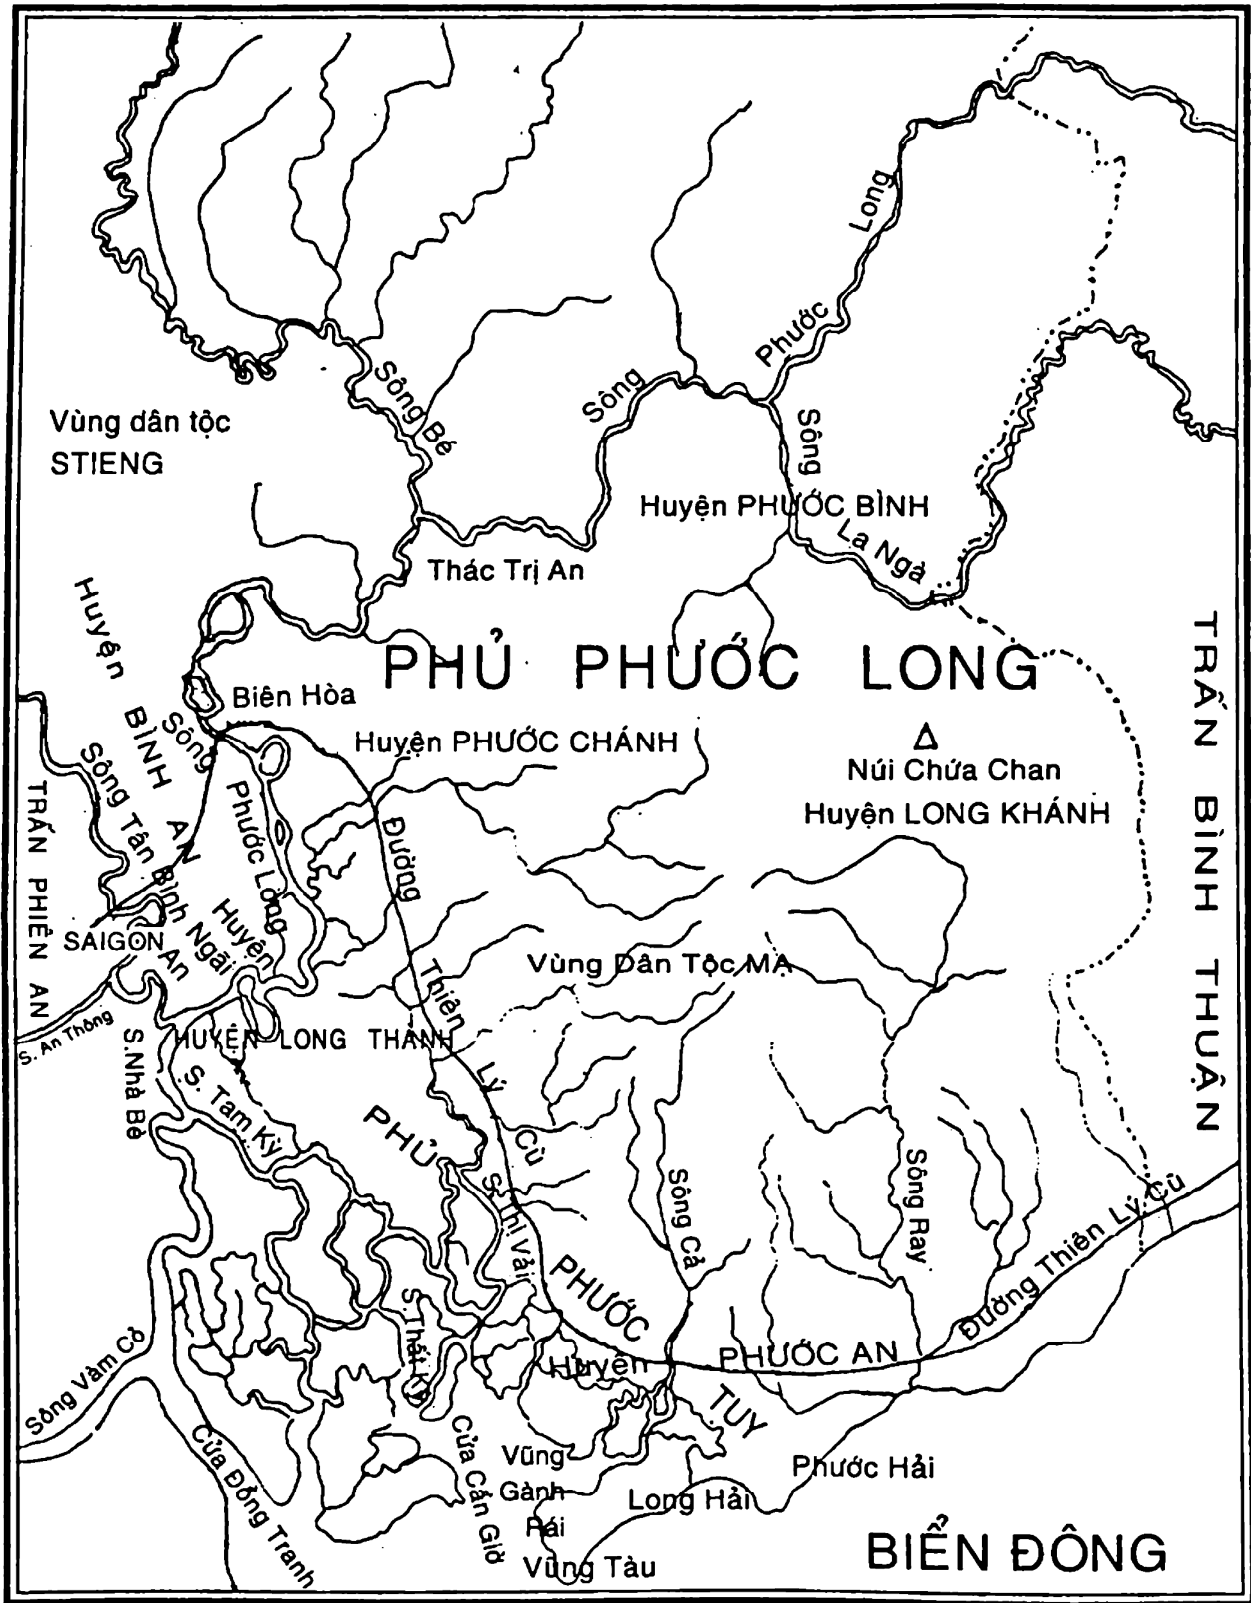 Long
Phước
Sông
Sông Bé
Vùng dân tộc
STIENG
Sông
La Ngà
Huyện PHƯỚC BÌNH
Thác Trị An
Huyện BÌNH AN
PHỦ PHƯỚC LONG
Biên Hòa
Sông
Phước Lòng
Huyện PHƯỚC CHÁNH
Núi Chứa Chan
Huyện LONG KHÁNH
TRẤN BÌNH THUẬN
TRẤN PHIÊN AN
Sông Tân Bình Ngãi
Huyện
An
SAIGON
Đường
Thiên
Lý
Cù
Vùng Dân Tộc MẠ
S. An Thông
HUYỆN LONG THÀNH
S.Nhà Bè
S. Tam Kỳ
PHỦ
S. Thị Vải
Sông Cả
Sông Ray
Đường Thiên Lý Cù
PHƯỚC
S. Thất Kỳ
Huyện
PHƯỚC AN
TUY
Sông Vàm Cỏ
Cửa Đồng Tranh
Cửa Cần Giờ
Vũng
Gành
Rái
Long Hải
Phước Hải
Vũng Tàu
BIỂN ĐÔNG